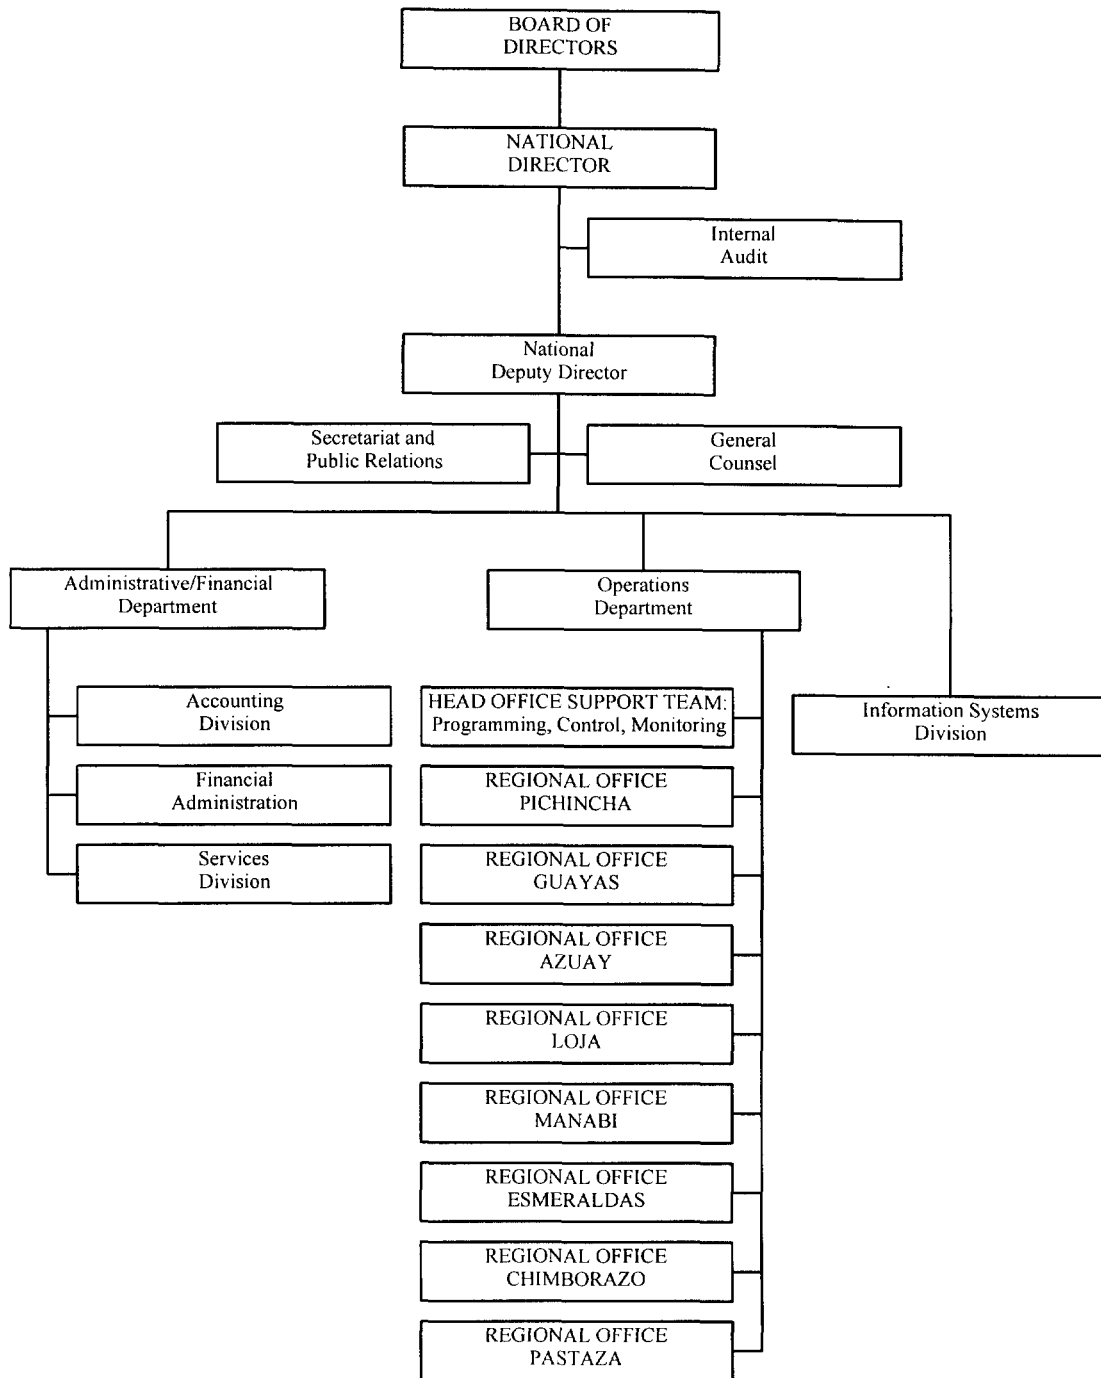 BOARD OF
DIRECTORS
NATIONAL
DIRECTOR
Internal
Audit
National
Deputy Director
Secretariat and
Public Relations
General
Counsel
Administrative/Financial
Department
Operations
Department
Accounting
Division
Financial
Administration
Services
Division
HEAD OFFICE SUPPORT TEAM:
Programming, Control, Monitoring
REGIONAL OFFICE
PICHINCHA
REGIONAL OFFICE
GUAYAS
REGIONAL OFFICE
AZUAY
REGIONAL OFFICE
LOJA
REGIONAL OFFICE
MANABI
REGIONAL OFFICE
ESMERALDAS
REGIONAL OFFICE
CHIMBORAZO
REGIONAL OFFICE
PASTAZA
Information Systems
Division